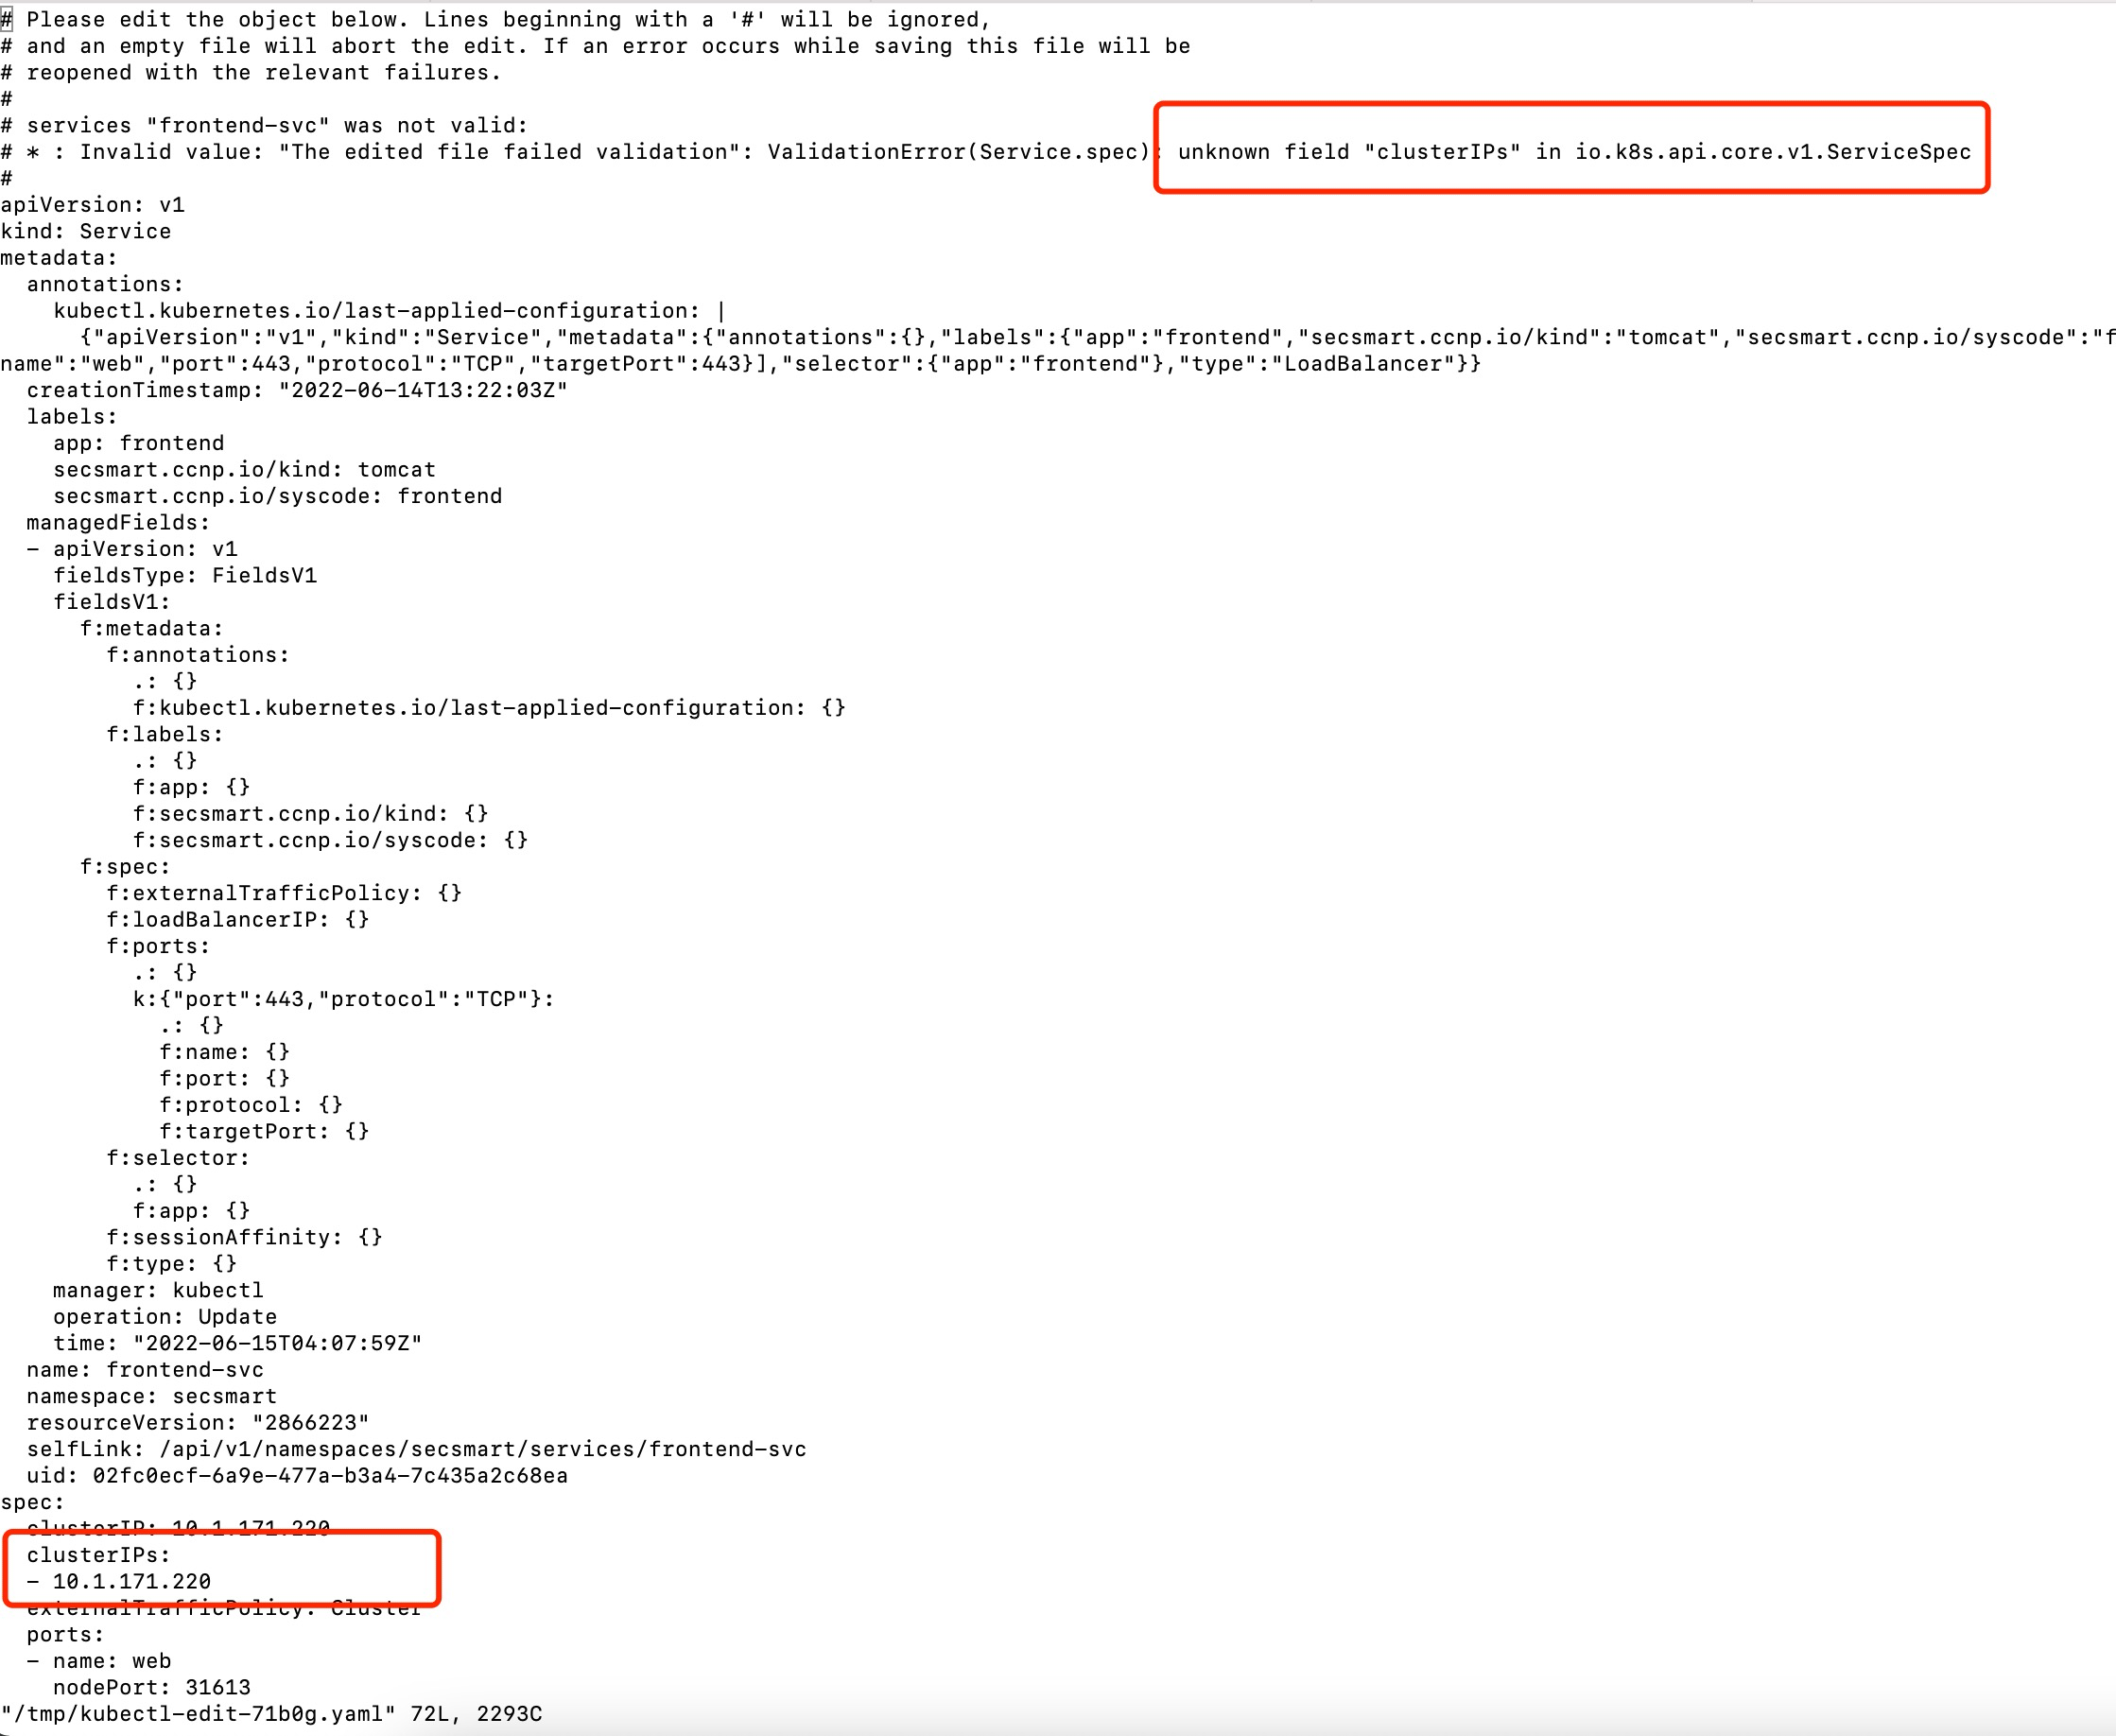 # Please edit the object below. Lines beginning with a '#' will be ignored,
# and an empty file will abort the edit. If an error occurs while saving this file will be
# reopened with the relevant failures.
#
# services "frontend-svc" was not valid:
# * : Invalid value: "The edited file failed validation": ValidationError(Service.spec): unknown field "clusterIPs" in io.k8s.api.core.v1.ServiceSpec
#
apiVersion: v1
kind: Service
metadata:
  annotations:
    kubectl.kubernetes.io/last-applied-configuration: |
      {"apiVersion":"v1","kind":"Service","metadata":{"annotations":{},"labels":{"app":"frontend","secsmart.ccnp.io/kind":"tomcat","secsmart.ccnp.io/syscode":"f
name":"web","port":443,"protocol":"TCP","targetPort":443}],"selector":{"app":"frontend"},"type":"LoadBalancer"}}
  creationTimestamp: "2022-06-14T13:22:03Z"
  labels:
    app: frontend
    secsmart.ccnp.io/kind: tomcat
    secsmart.ccnp.io/syscode: frontend
  managedFields:
  - apiVersion: v1
    fieldsType: FieldsV1
    fieldsV1:
      f:metadata:
        f:annotations:
          .: {}
          f:kubectl.kubernetes.io/last-applied-configuration: {}
        f:labels:
          .: {}
          f:app: {}
          f:secsmart.ccnp.io/kind: {}
          f:secsmart.ccnp.io/syscode: {}
      f:spec:
        f:externalTrafficPolicy: {}
        f:loadBalancerIP: {}
        f:ports:
          .: {}
          k:{"port":443,"protocol":"TCP"}:
            .: {}
            f:name: {}
            f:port: {}
            f:protocol: {}
            f:targetPort: {}
        f:selector:
          .: {}
          f:app: {}
        f:sessionAffinity: {}
        f:type: {}
    manager: kubectl
    operation: Update
    time: "2022-06-15T04:07:59Z"
  name: frontend-svc
  namespace: secsmart
  resourceVersion: "2866223"
  selfLink: /api/v1/namespaces/secsmart/services/frontend-svc
  uid: 02fc0ecf-6a9e-477a-b3a4-7c435a2c68ea
spec:
  clusterIP: 10.1.171.220
  clusterIPs:
  - 10.1.171.220
  externalTrafficPolicy: Cluster
  ports:
  - name: web
    nodePort: 31613
"/tmp/kubectl-edit-71b0g.yaml" 72L, 2293C